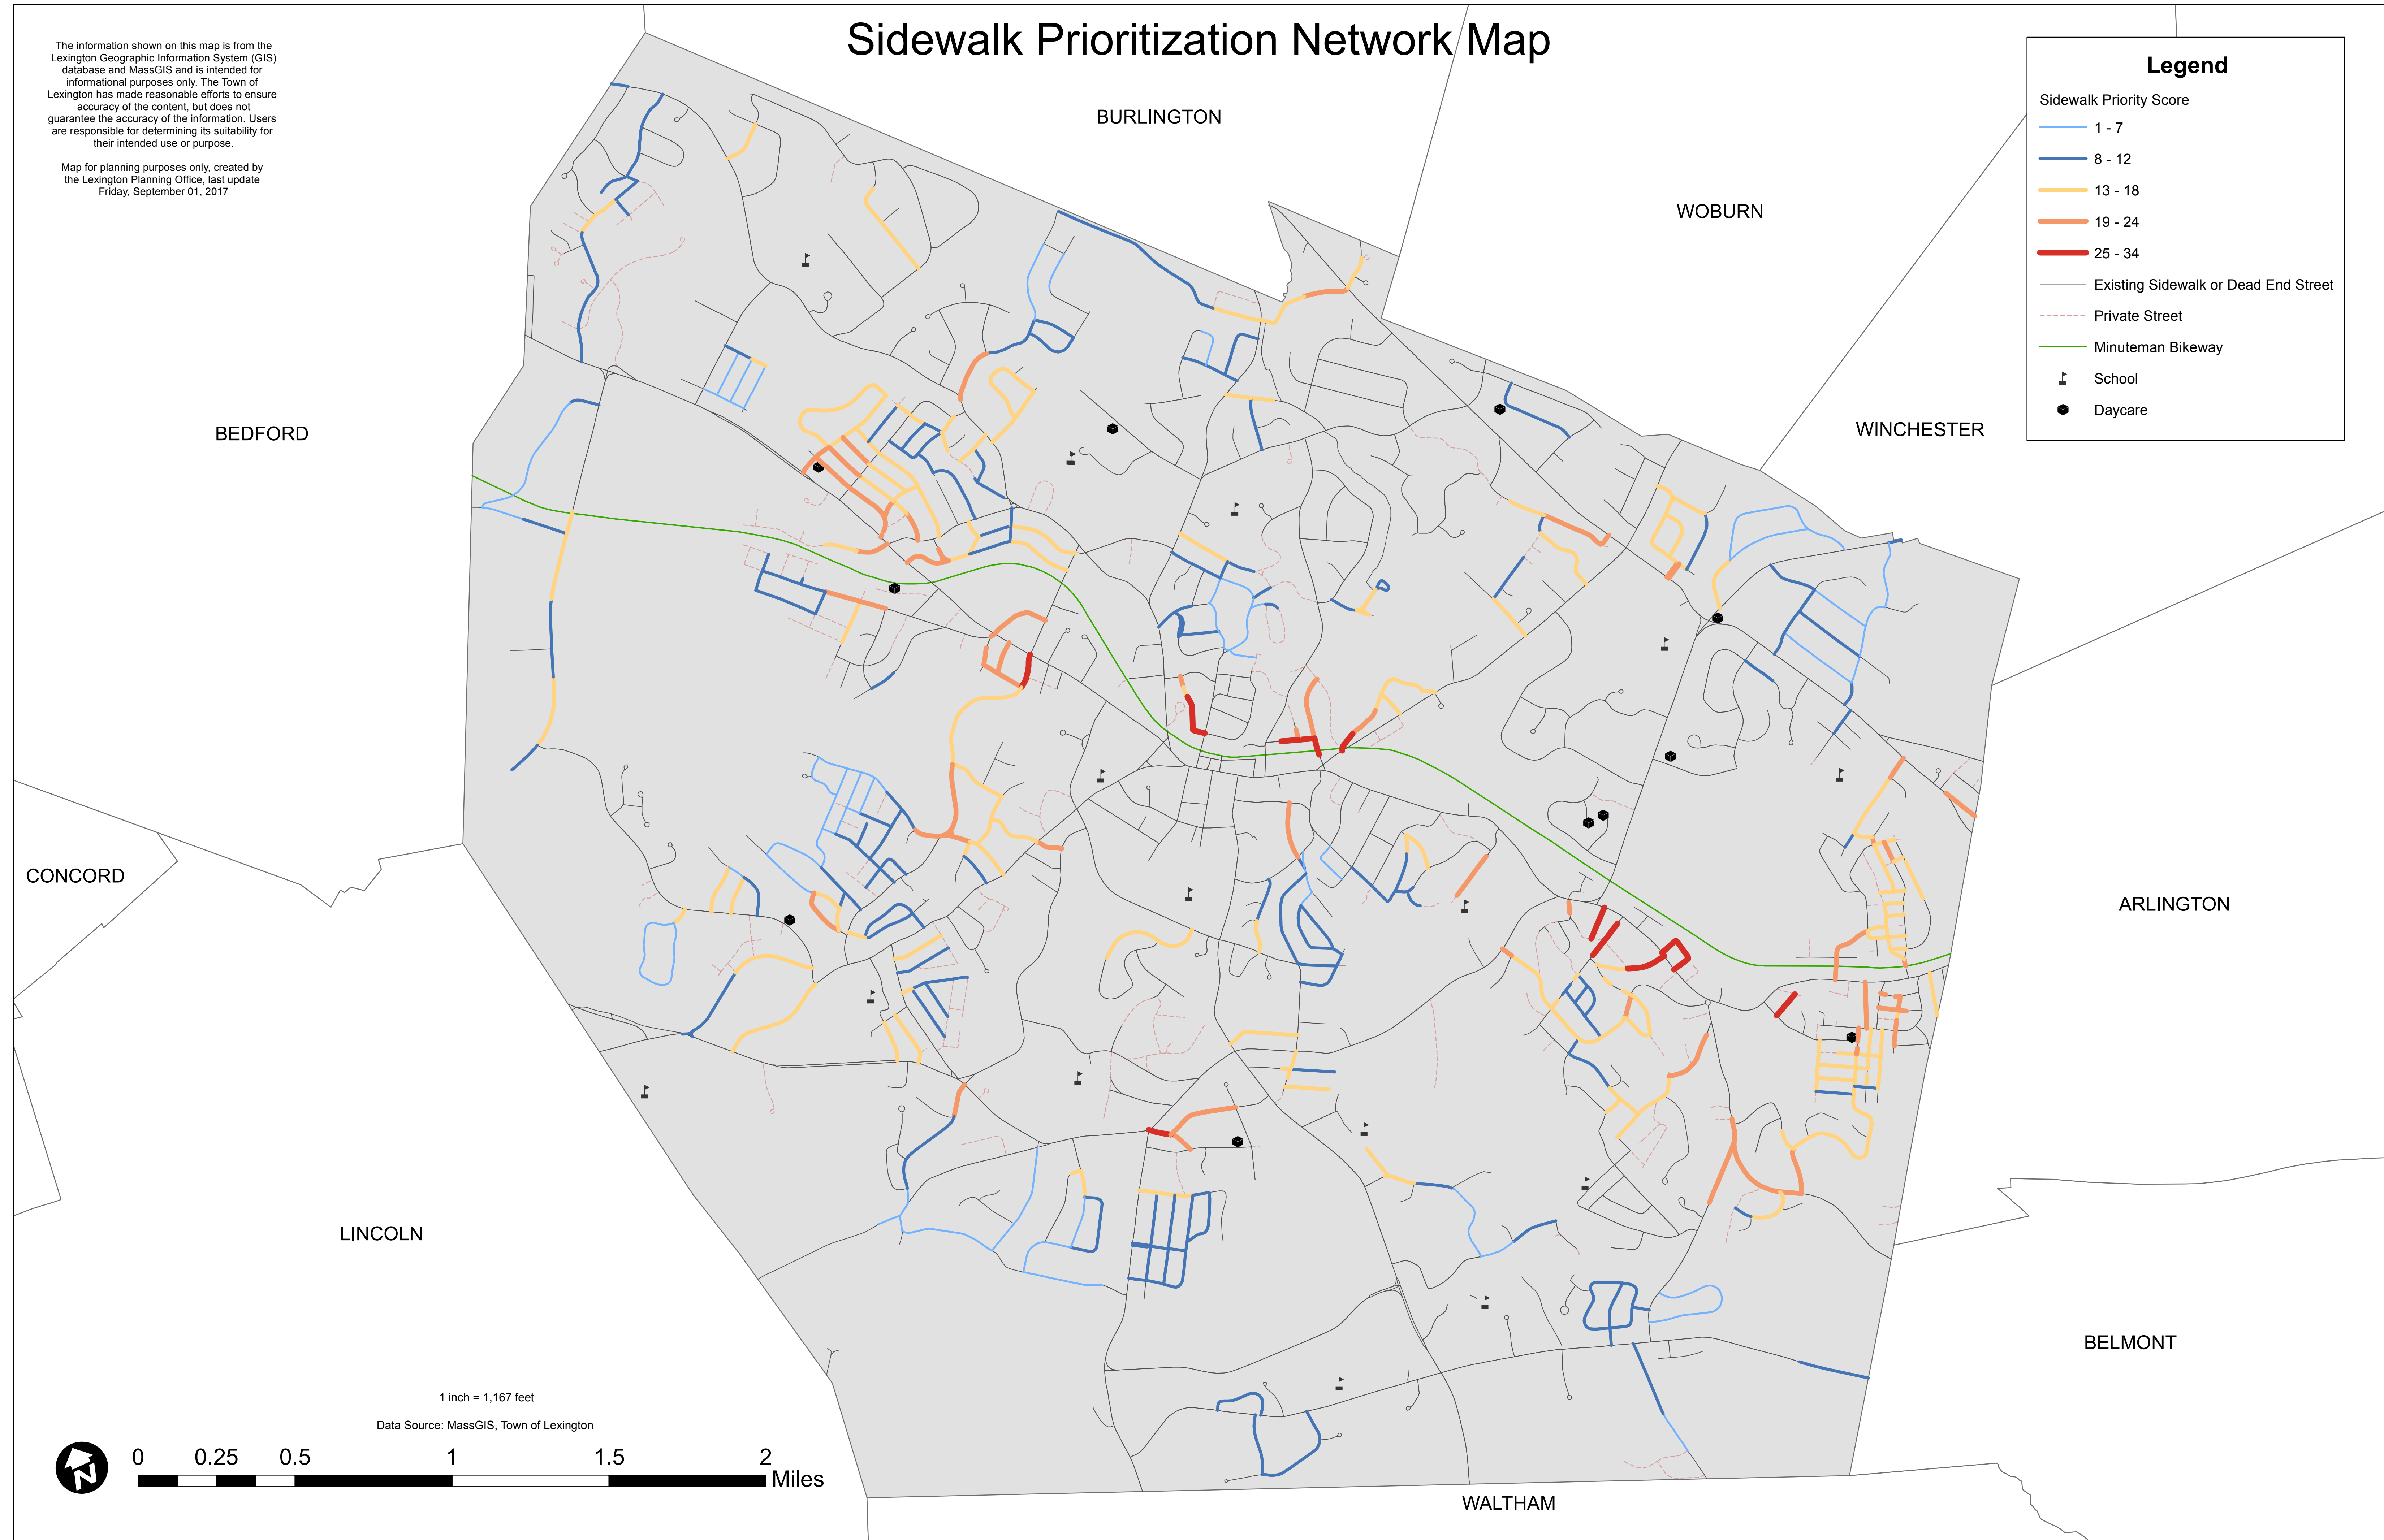 Sidewalk Prioritization Network Map
The information shown on this map is from the
Lexington Geographic Information System (GIS)
database and MassGIS and is intended for
informational purposes only. The Town of
Lexington has made reasonable efforts to ensure
accuracy of the content, but does not
guarantee the accuracy of the information. Users
are responsible for determining its suitability for
their intended use or purpose.
Map for planning purposes only, created by
the Lexington Planning Office, last update
Friday, September 01, 2017
Legend
Sidewalk Priority Score
1 - 7
8 - 12
13 - 18
19 - 24
25 - 34
Existing Sidewalk or Dead End Street
Private Street
Minuteman Bikeway
School
Daycare
BURLINGTON
WOBURN
WINCHESTER
BEDFORD
CONCORD
ARLINGTON
LINCOLN
BELMONT
WALTHAM
1 inch = 1,167 feet
Data Source: MassGIS, Town of Lexington
N
0 0.25 0.5 1 1.5 2
Miles